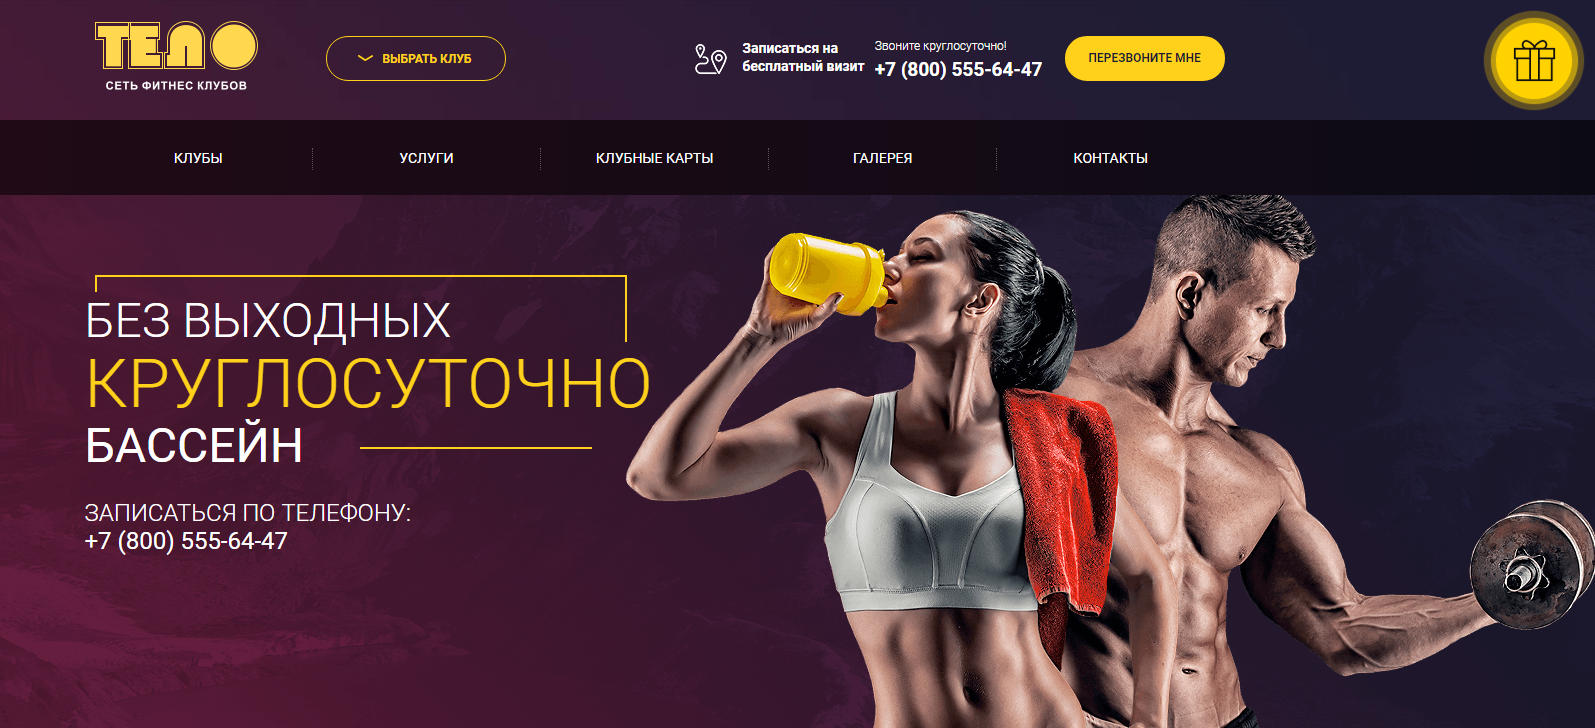 ТЕЛО
СЕТЬ ФИТНЕС КЛУБОВ
ВЫБРАТЬ КЛУБ
Записаться на
бесплатный визит
Звоните круглосуточно!
+7 (800) 555-64-47
ПЕРЕЗВОНИТЕ МНЕ
КЛУБЫ
УСЛУГИ
КЛУБНЫЕ КАРТЫ
ГАЛЕРЕЯ
КОНТАКТЫ
БЕЗ ВЫХОДНЫХ
КРУГЛОСУТОЧНО
БАССЕЙН
ЗАПИСАТЬСЯ ПО ТЕЛЕФОНУ:
+7 (800) 555-64-47